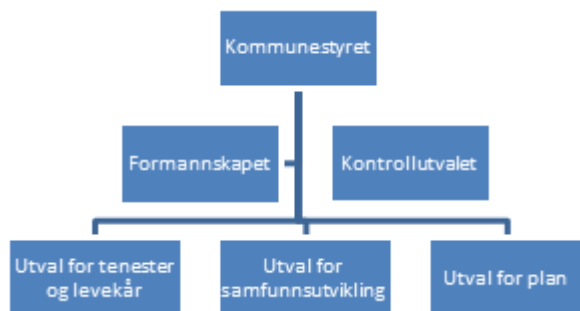 Kommunestyret
Formannskapet
Kontrollutvalet
Utval for tenester
og levekår
Utval for
samfunnsutvikling
Utval for plan